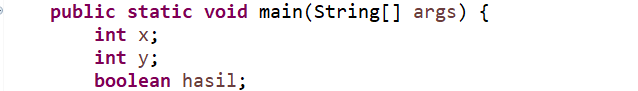 public static void main(String[] args) {
int x;
int y;
boolean hasil;